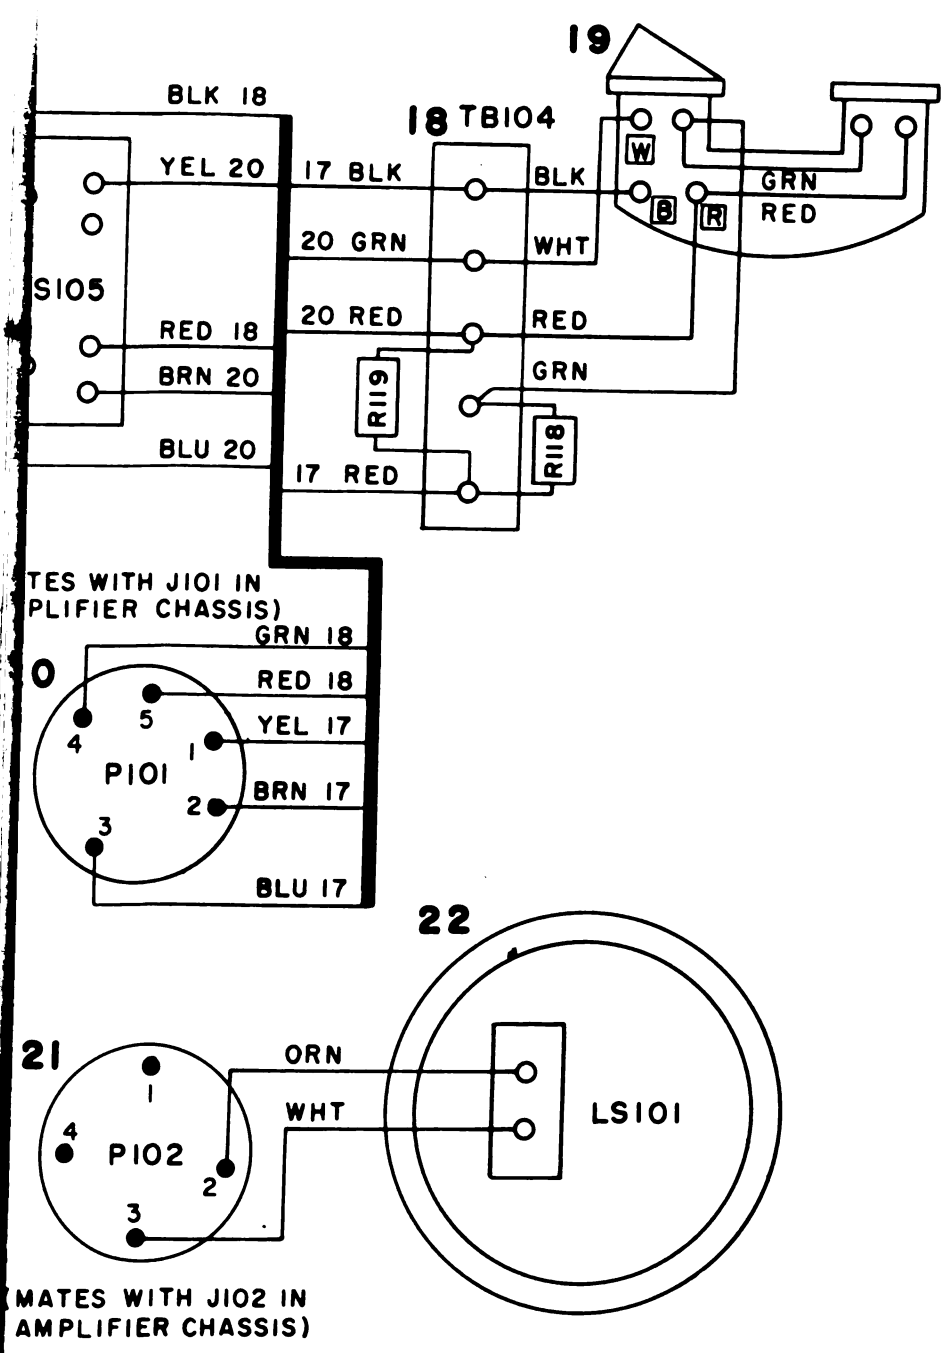 19
BLK 18
18 TB104
YEL 20
17 BLK
BLK
W
GRN
B
R
RED
20 GRN
WHT
S105
20 RED
RED
RED 18
GRN
BRN 20
R119
R118
BLU 20
17 RED
TES WITH J101 IN
PLIFIER CHASSIS)
GRN 18
0
RED 18
5
4
YEL 17
1
P101
BRN 17
2
3
BLU 17
22
21
ORN
1
WHT
LS101
4
P102
2
3
(MATES WITH J102 IN
AMPLIFIER CHASSIS)